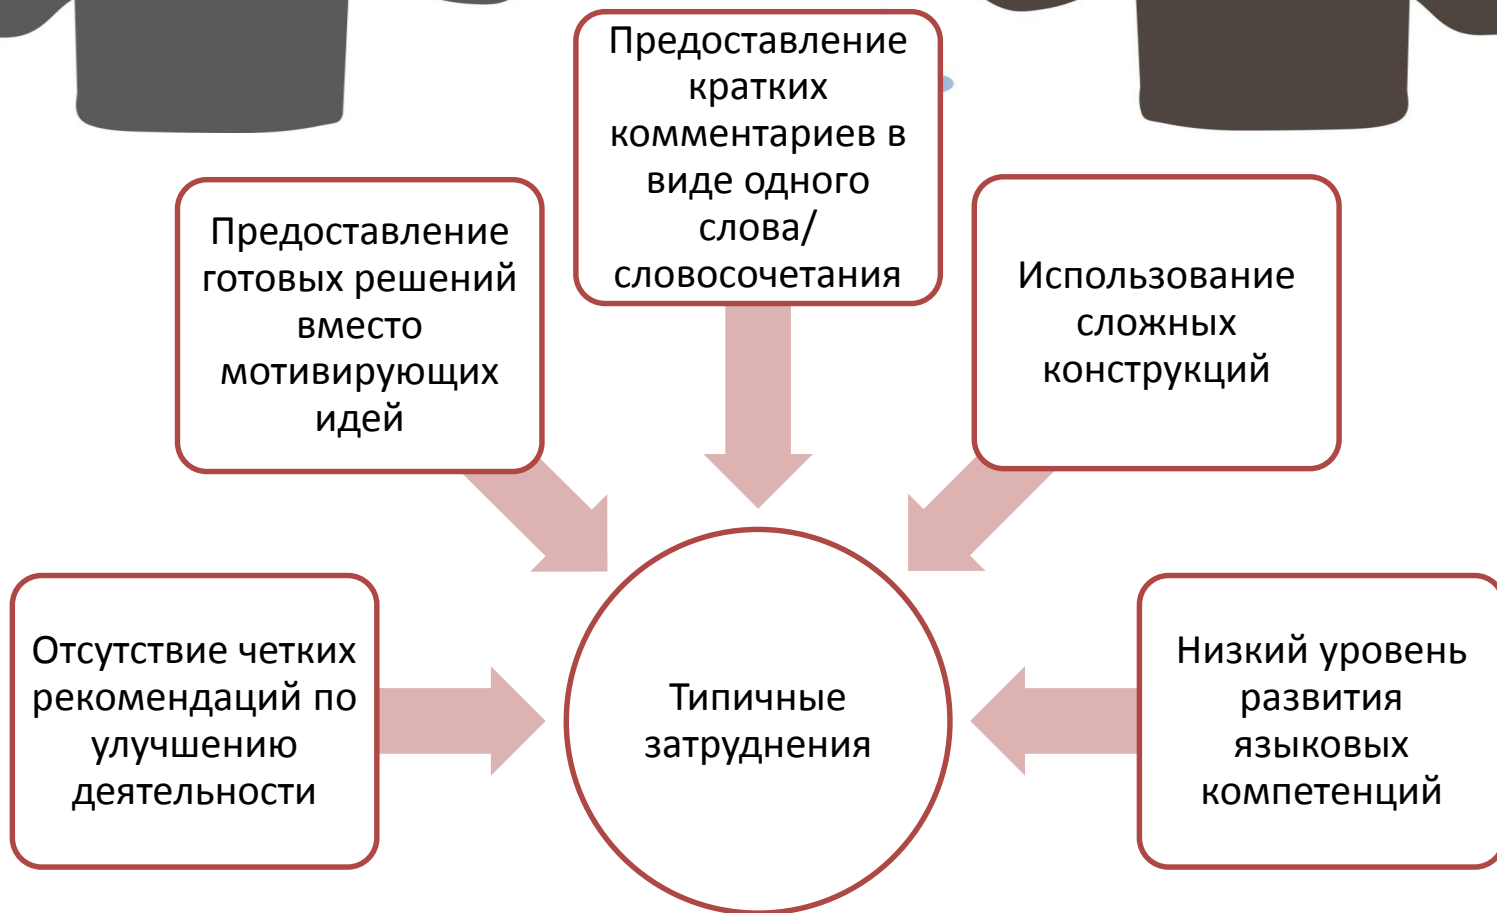 Предоставление
кратких
комментариев в
виде одного
слова/
словосочетания
Предоставление
готовых решений
вместо
мотивирующих
идей
Использование
сложных
конструкций
Отсутствие четких
рекомендаций по
улучшению
деятельности
Типичные
затруднения
Низкий уровень
развития
языковых
компетенций